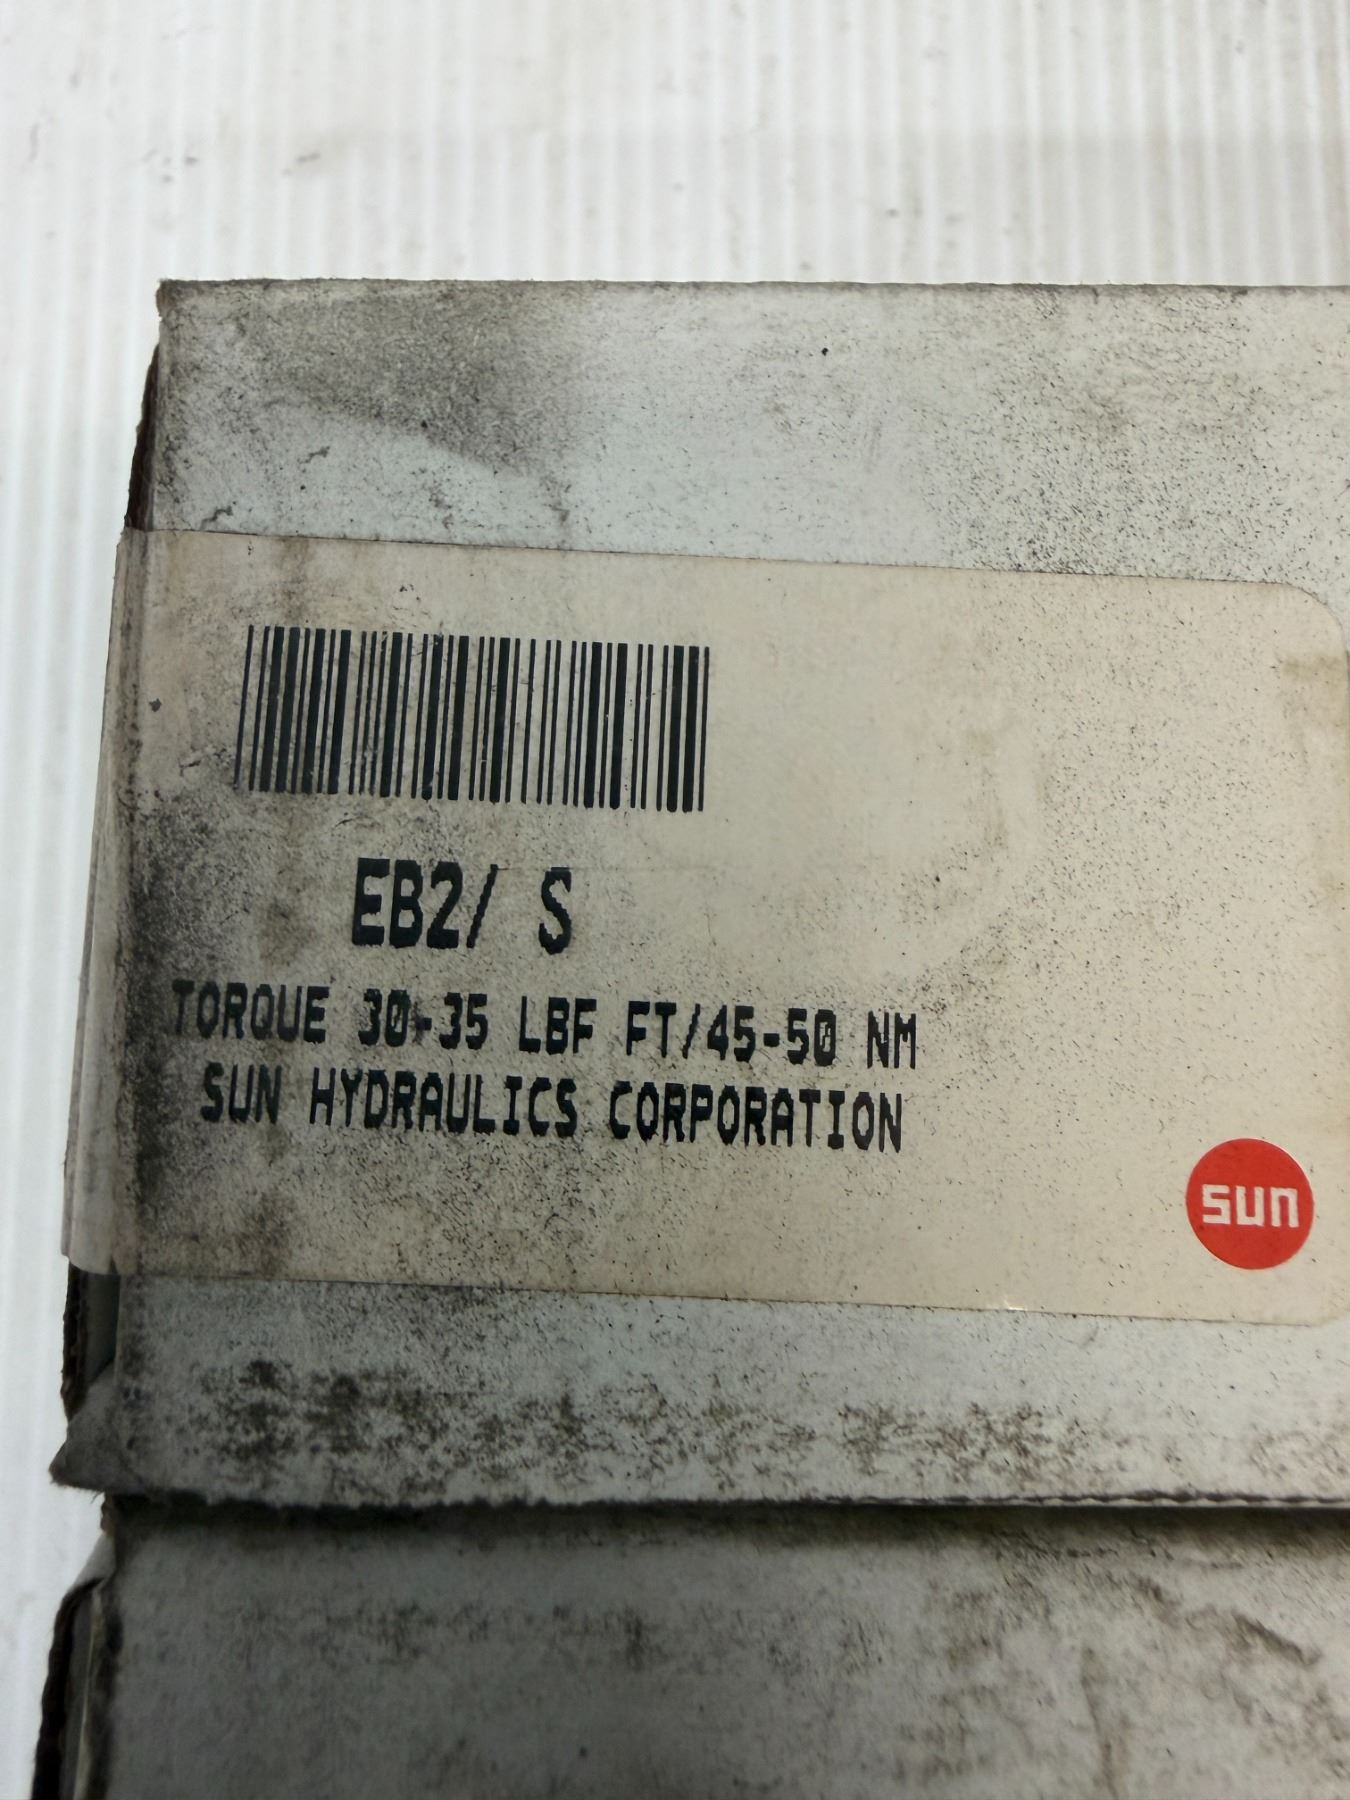 EB2/ S
TORQUE 30-35 LBF FT/45-50 NM
SUN HYDRAULICS CORPORATION
sun